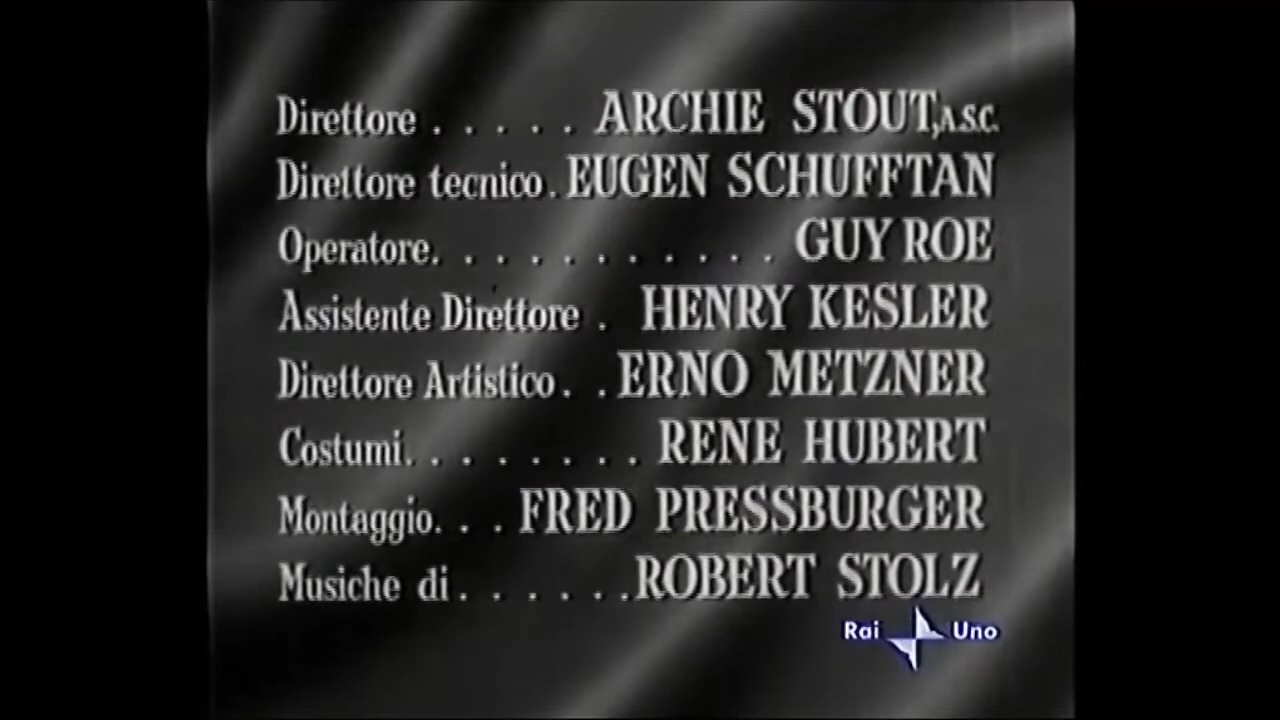 Direttore . . . . . ARCHIE STOUT, A.S.C.
Direttore tecnico . EUGEN SCHUFFTAN
Operatore. . . . . . . . . . . GUY ROE
Assistente Direttore . HENRY KESLER
Direttore Artistico. . ERNO METZNER
Costumi. . . . . . . . RENE HUBERT
Montaggio. . . FRED PRESSBURGER
Musiche di . . . . . . ROBERT STOLZ
Rai Uno